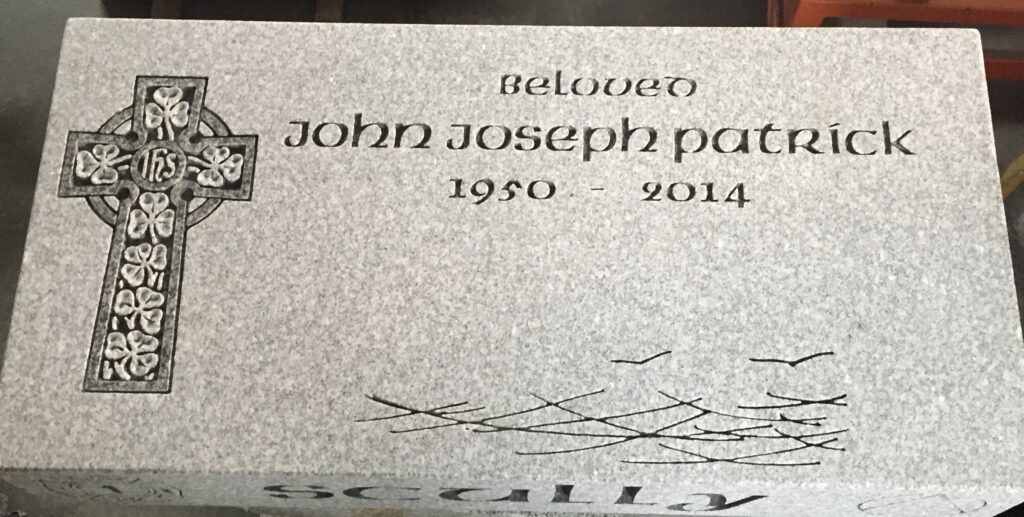 Beloved
IHS
John Joseph Patrick
1950 - 2014
Scully